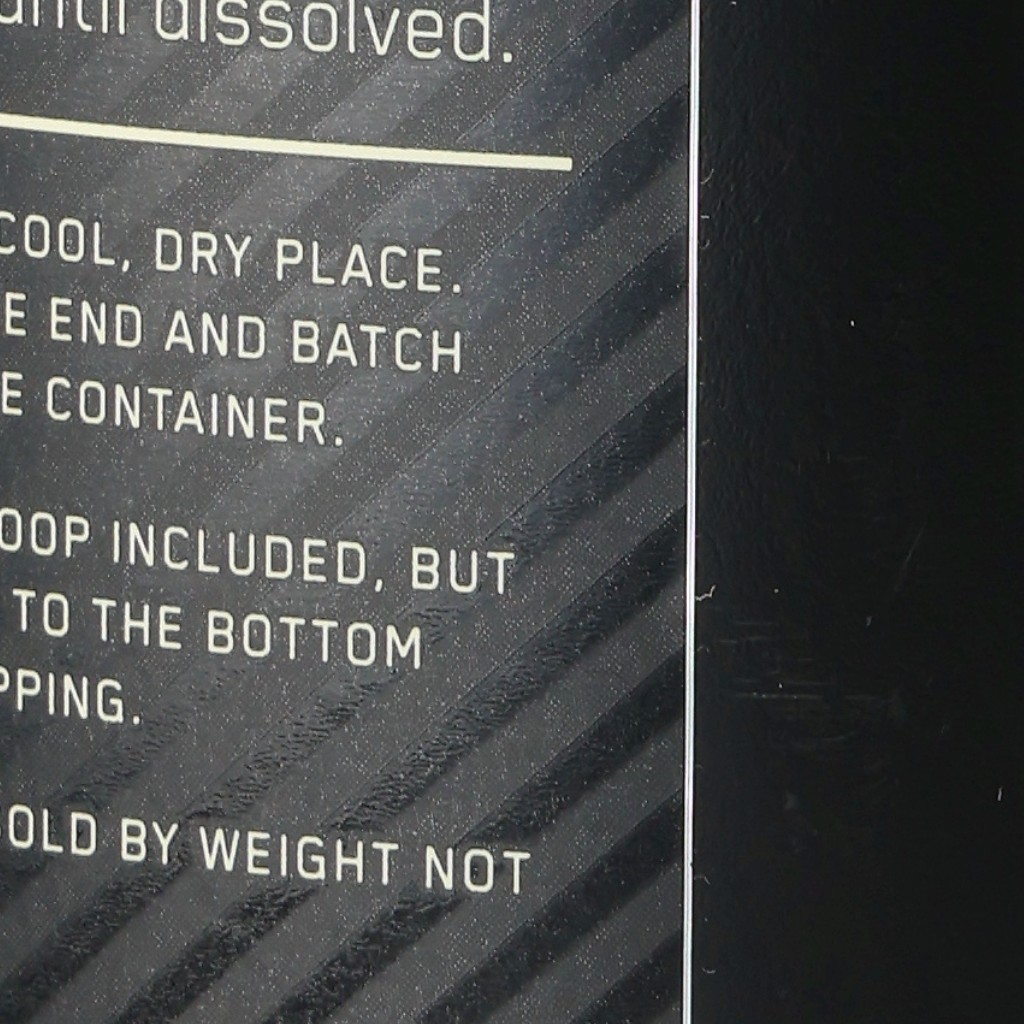 until dissolved.
COOL, DRY PLACE.
E END AND BATCH
E CONTAINER.
OOP INCLUDED, BUT
TO THE BOTTOM
PPING.
SOLD BY WEIGHT NOT